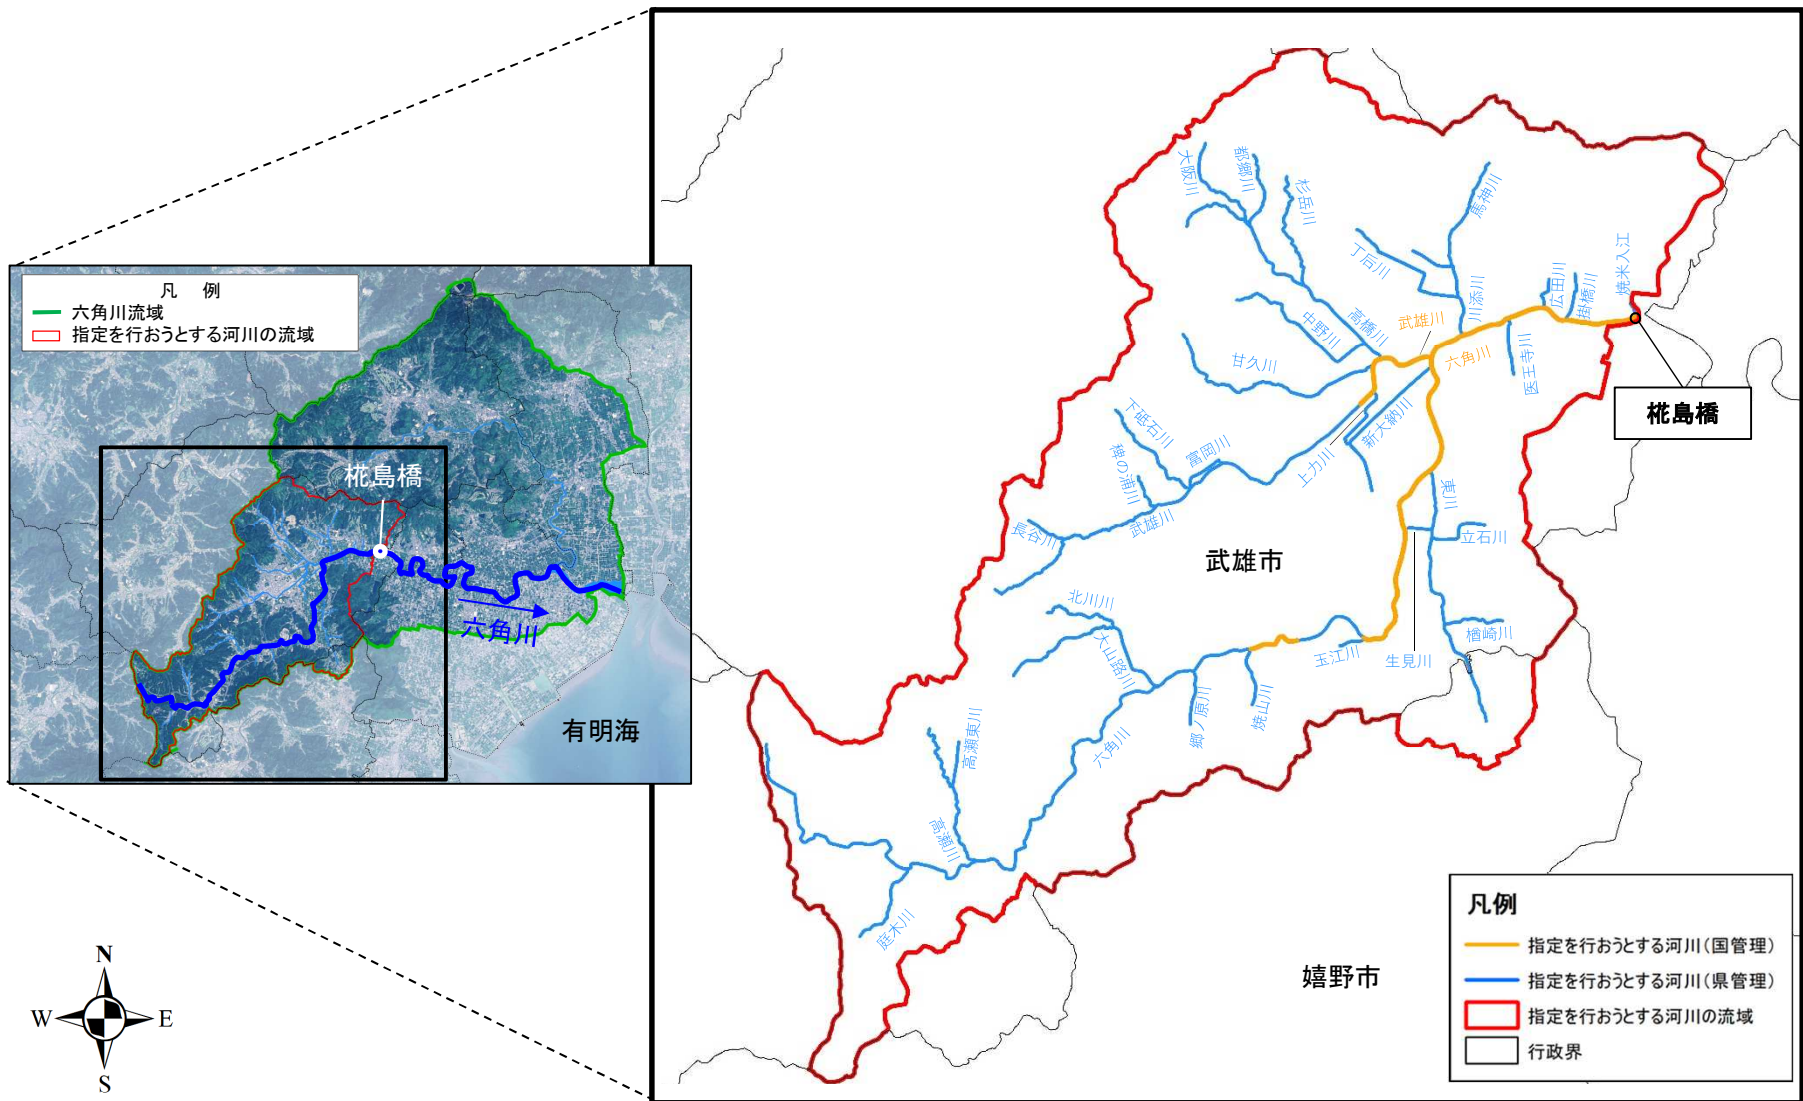 凡 例
六角川流域
指定を行おうとする河川の流域
椛島橋
六角川
有明海
N
W
E
S
大阪川
都郷川
杉岳川
馬神川
丁后川
川添川
広田川
掛橋川
焼米入江
高橋川
中野川
武雄川
六角川
医王寺川
甘久川
椛島橋
下砥石川
富岡川
上力川
新大納川
繁の浦川
武雄川
長谷川
東川
立石川
武雄市
北川川
大山路川
玉江川
生見川
楢崎川
郷ノ原川
焼山川
六角川
高瀬東川
高瀬川
庭木川
嬉野市
凡例
指定を行おうとする河川(国管理)
指定を行おうとする河川(県管理)
指定を行おうとする河川の流域
行政界